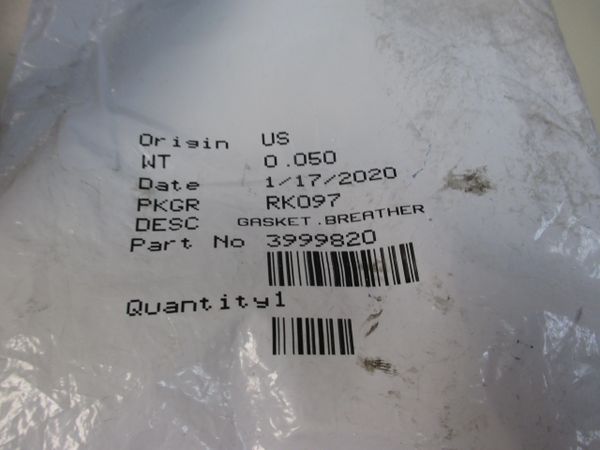 Origin US
WT 0.050
Date 1/17/2020
PKGR RK097
DESC GASKET.BREATHER
Part No 3999820
Quantity1